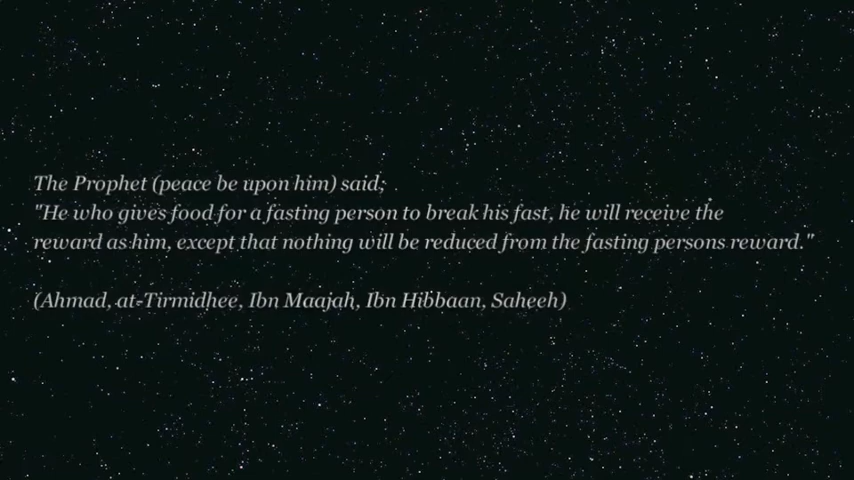 The Prophet (peace be upon him) said;
"He who gives food for a fasting person to break his fast, he will receive the
reward as him, except that nothing will be reduced from the fasting persons reward."
(Ahmad, at-Tirmidhee, Ibn Maajah, Ibn Hibbaan, Saheeh)